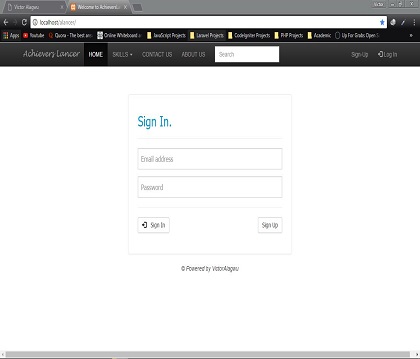 Victor Alagwu
Welcome to Achievers
localhost/alancer/
Apps YouTube Quora - The best an Online Whiteboard a JavaScript Projects Laravel Projects CodeIgniter Projects PHP Projects Academic Up For Grabs Open S
Achievers Lancer HOME SKILLS CONTACT US ABOUT US Search Sign-Up Log In
Sign In.
Email address
Password
Sign In Sign Up
© Powered by VictorAlagwu